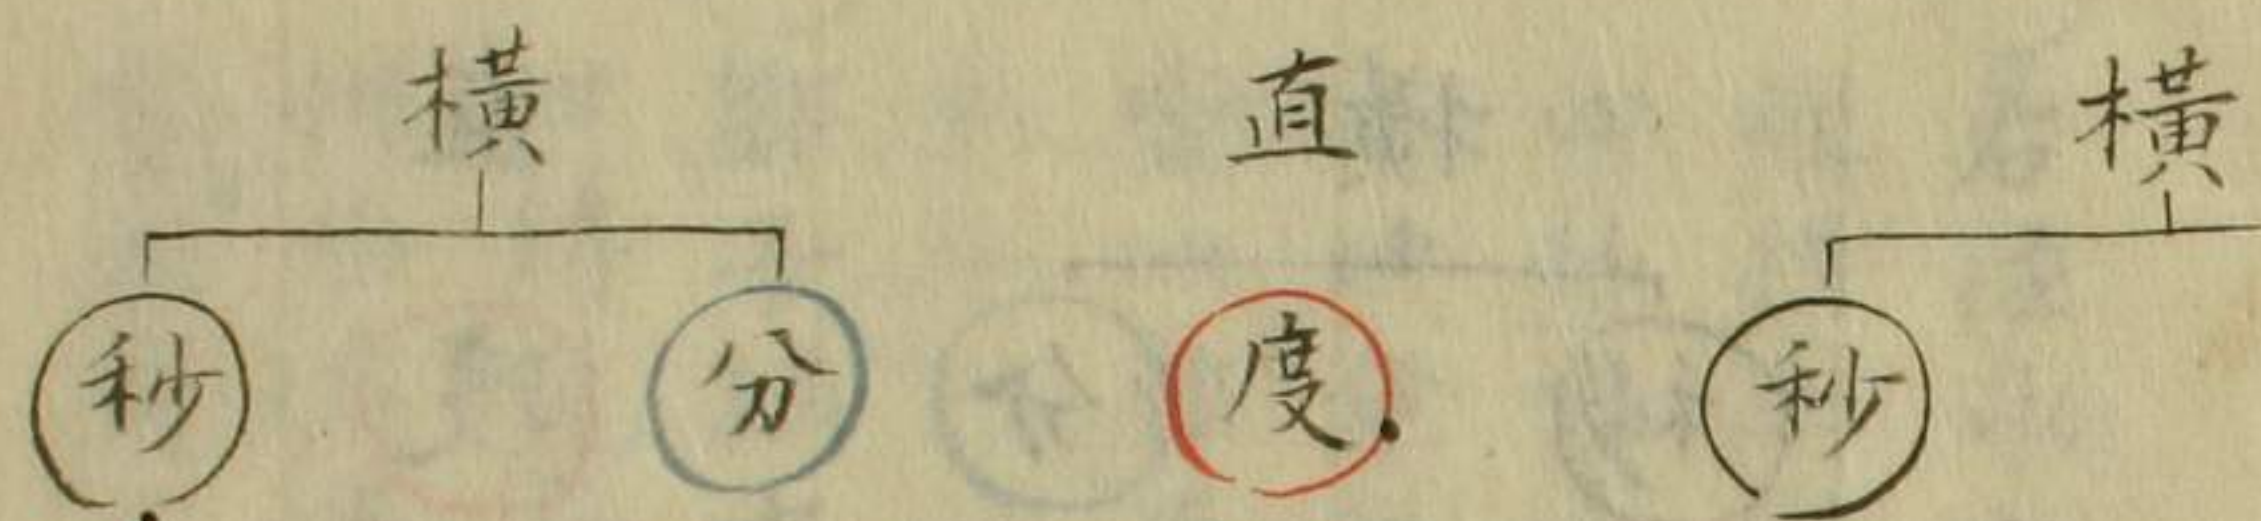 橫 直 橫
秒 度 分 秒